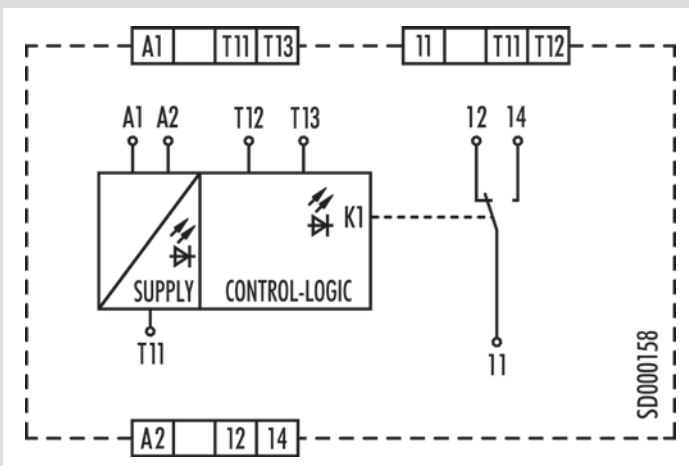 A1 T11 T13 11 T11 T12
A1 A2 T12 T13 12 14
K1
SUPPLY CONTROL-LOGIC
T11 11
SD000158
A2 12 14